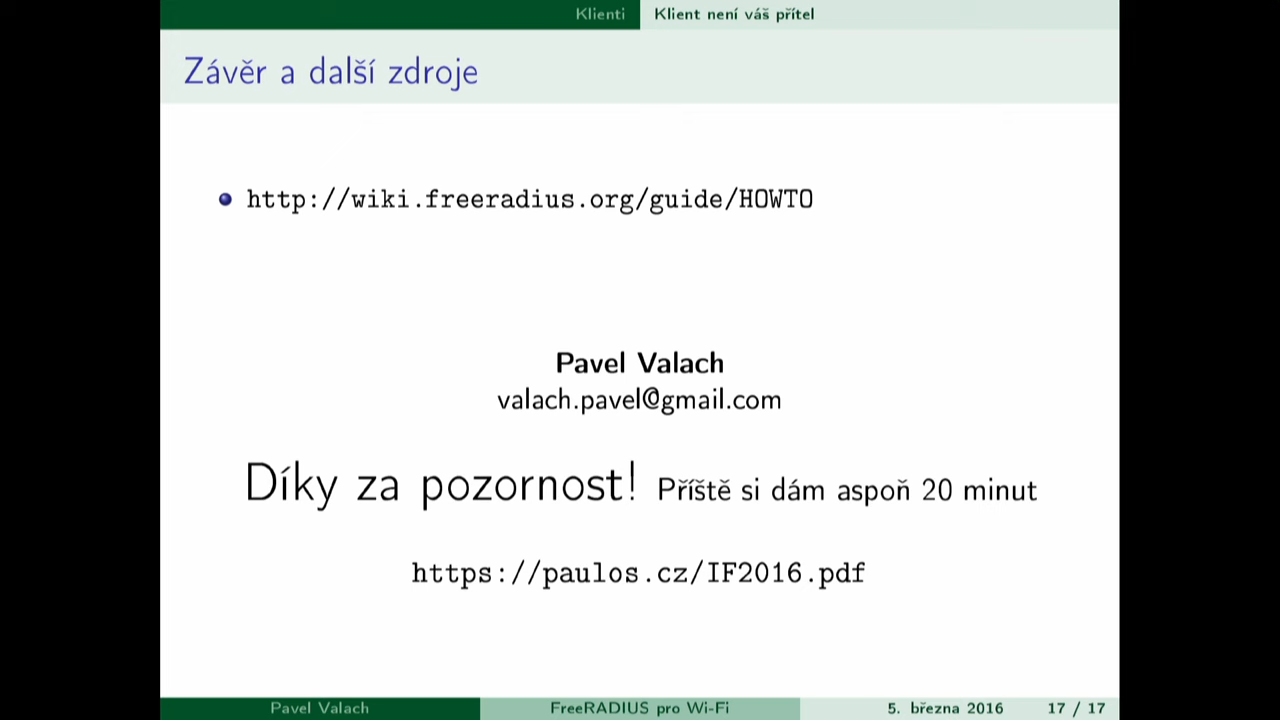 Klienti Klient není váš přítel
Závěr a další zdroje
http://wiki.freeradius.org/guide/HOWTO
Pavel Valach
valach.pavel@gmail.com
Díky za pozornost! Příště si dám aspoň 20 minut
https://paulos.cz/IF2016.pdf
Pavel Valach FreeRADIUS pro Wi-Fi 5. března 2016 17 / 17